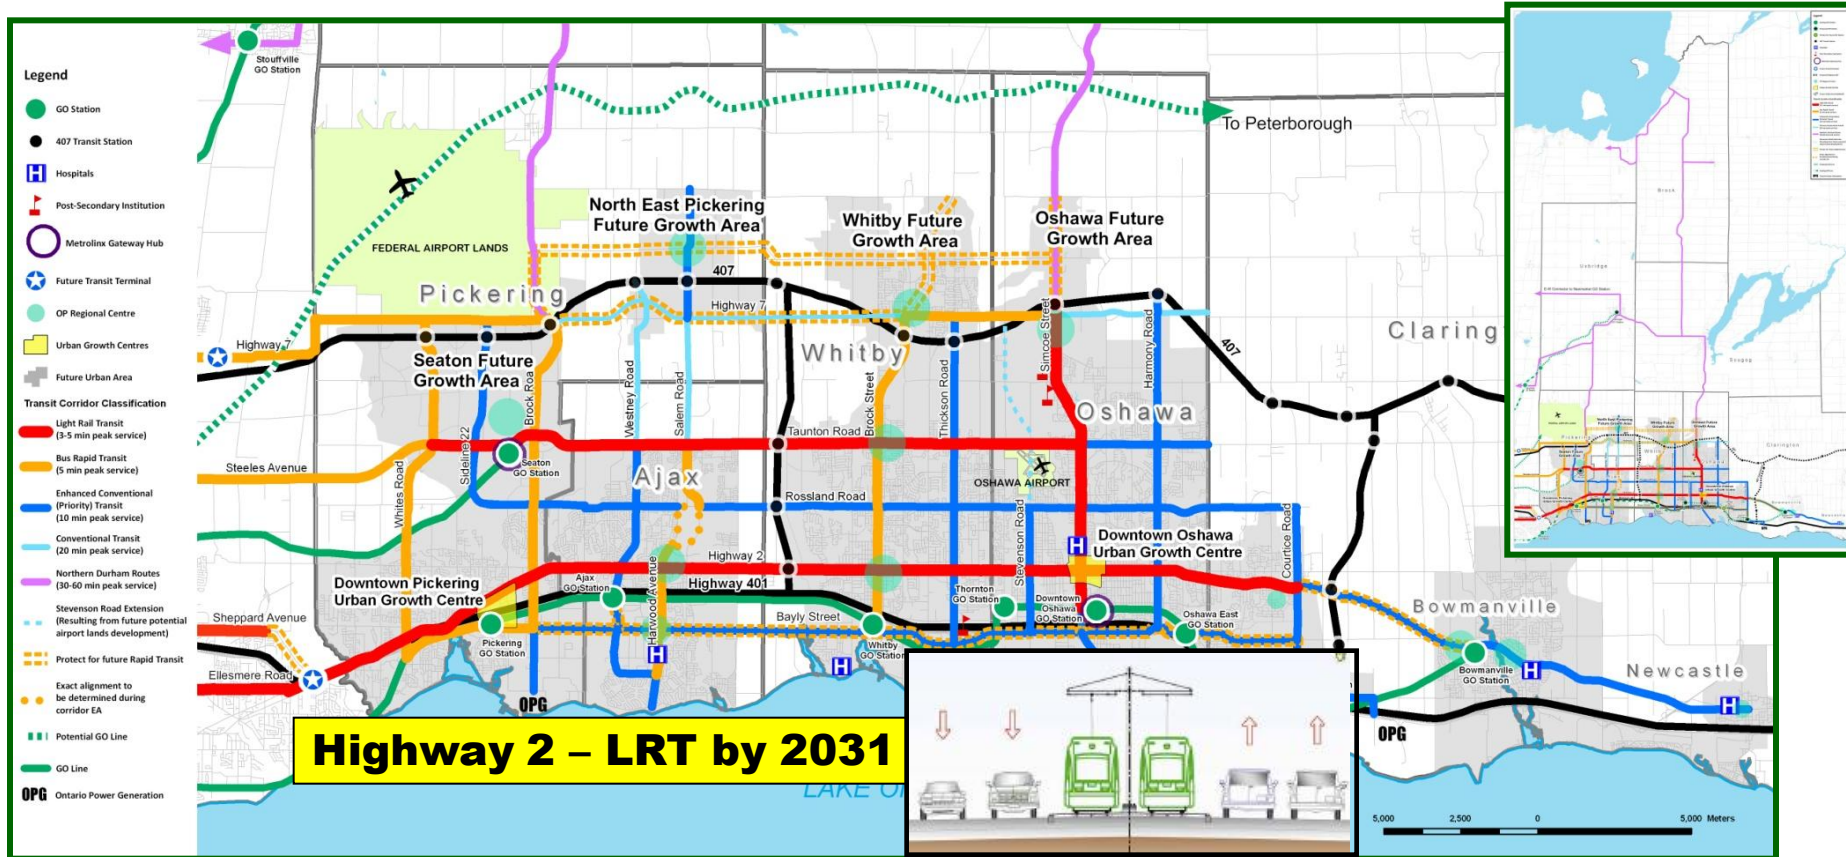 Legend
GO Station
407 Transit Station
Hospitals
Post-Secondary Institution
Metrolinx Gateway Hub
Future Transit Terminal
OP Regional Centre
Urban Growth Centres
Future Urban Area
Transit Corridor Classification
Light Rail Transit
(3-5 min peak service)
Bus Rapid Transit
(5 min peak service)
Enhanced Conventional
(Priority) Transit
(10 min peak service)
Conventional Transit
(20 min peak service)
Northern Durham Routes
(30-60 min peak service)
Stevenson Road Extension
(Resulting from future potential
airport lands development)
Protect for future Rapid Transit
Exact alignment to
be determined during
corridor EA
Potential GO Line
GO Line
OPG
Ontario Power Generation
H
Stouffville
GO Station
To Peterborough
FEDERAL AIRPORT LANDS
North East Pickering
Future Growth Area
Whitby Future
Growth Area
Oshawa Future
Growth Area
407
Pickering
Highway 7
Highway 7
Seaton Future
Growth Area
Whitby
Claring
407
Brock Roa
Westney Road
Salem Road
Brock Street
Thickson Road
Simcoe Street
Harmony Road
Oshawa
Taunton Road
Steeles Avenue
Whites Road
Sideline 22
Seaton
GO Station
Ajax
OSHAWA AIRPORT
Rossland Road
Stevenson Road
Courtice Road
H
Downtown Oshawa
Urban Growth Centre
Highway 2
Highway 401
Downtown Pickering
Urban Growth Centre
Ajax
GO Station
Harwood Avenue
Thornton
GO Station
Downtown
Oshawa
GO Station
Oshawa East
GO Station
Bowmanville
Sheppard Avenue
Bayly Street
Pickering
GO Station
Whitby
GO Station
H
H
Ellesmere Road
Bowmanville
GO Station
H
Newcastle
H
OPG
OPG
Highway 2 – LRT by 2031
LAKE O
5,000
2,500
0
5,000 Meters
Brock
Uxbridge
Scugog